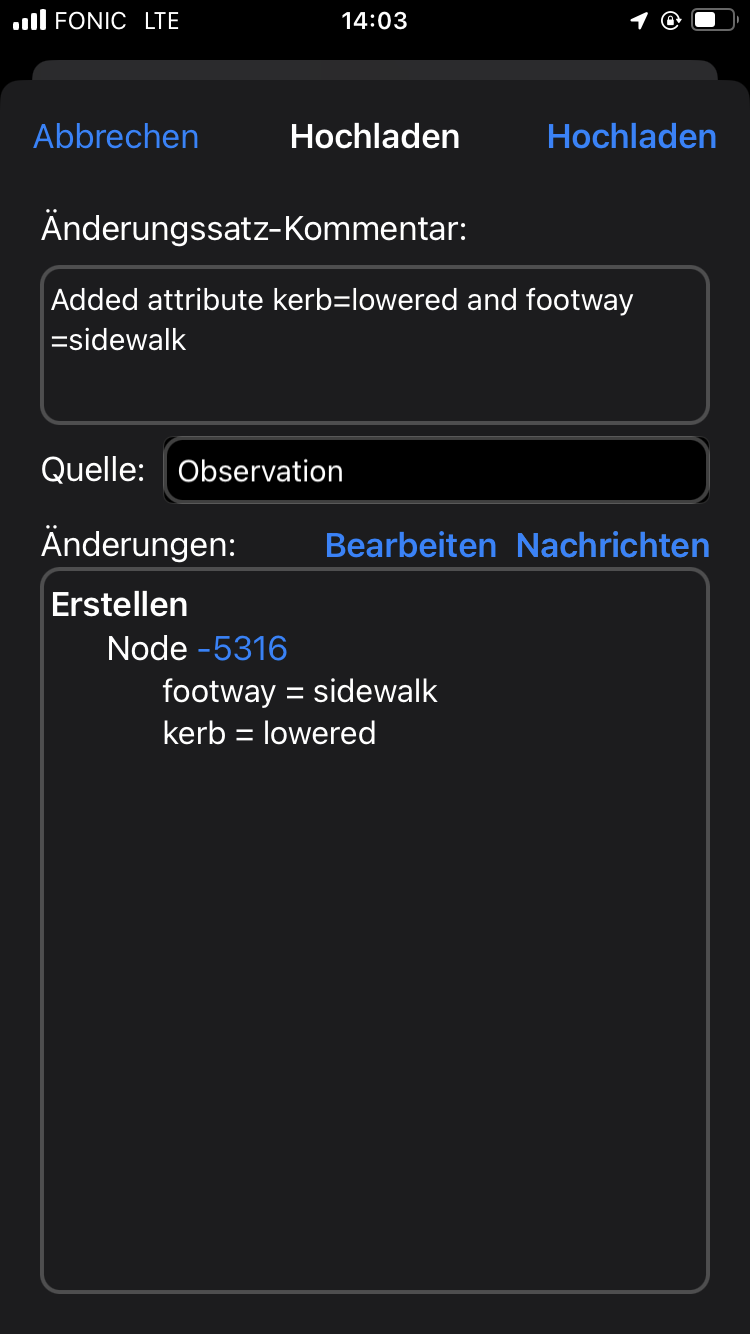 FONIC LTE 14:03
Abbrechen Hochladen Hochladen
Änderungssatz-Kommentar:
Added attribute kerb=lowered and footway
=sidewalk
Quelle: Observation
Änderungen: Bearbeiten Nachrichten
Erstellen
Node -5316
footway = sidewalk
kerb = lowered